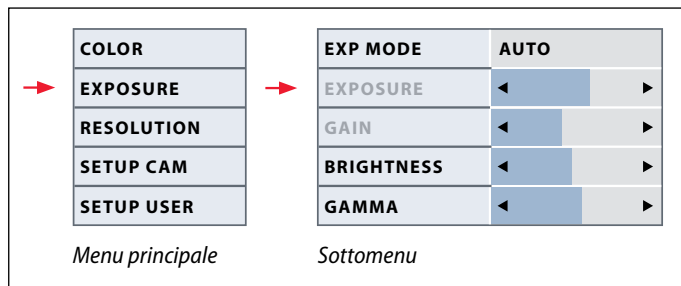 COLOR
EXPOSURE
RESOLUTION
SETUP CAM
SETUP USER
Menu principale
EXP MODE AUTO
EXPOSURE
GAIN
BRIGHTNESS
GAMMA
Sottomenu